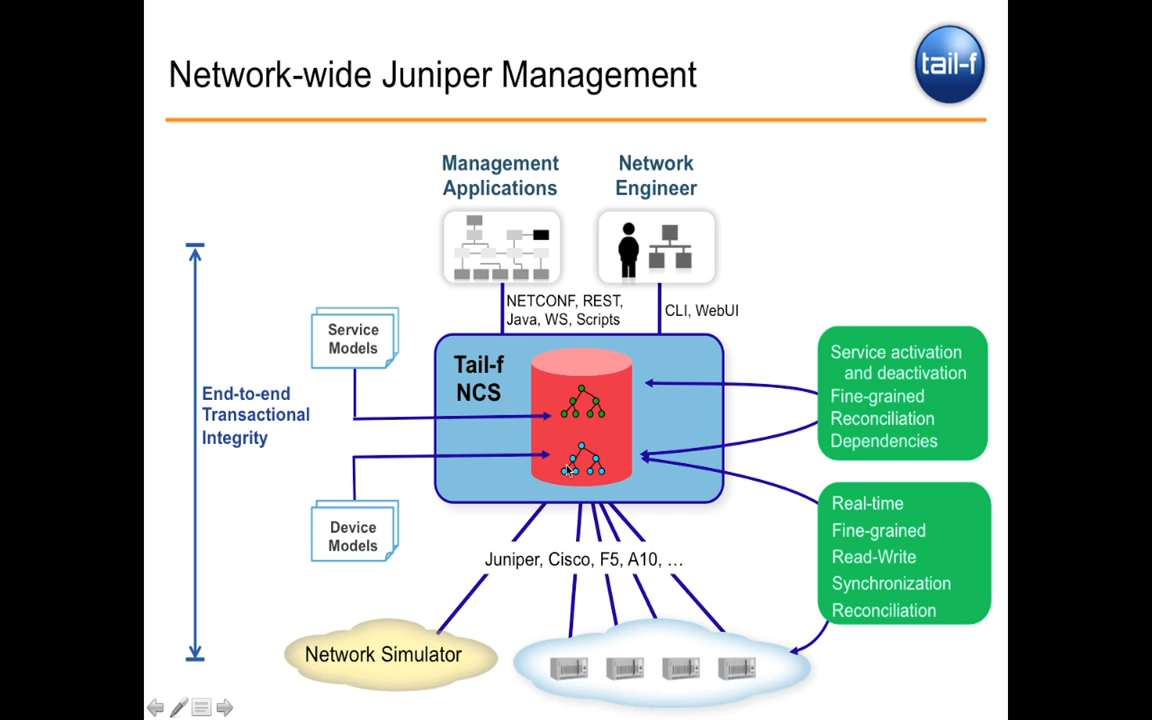 Network-wide Juniper Management
tail-f
Management
Applications
Network
Engineer
NETCONF, REST,
Java, WS, Scripts
CLI, WebUI
Service
Models
Tail-f
NCS
Service activation
and deactivation
Fine-grained
Reconciliation
Dependencies
End-to-end
Transactional
Integrity
Device
Models
Real-time
Fine-grained
Read-Write
Synchronization
Reconciliation
Juniper, Cisco, F5, A10, …
Network Simulator